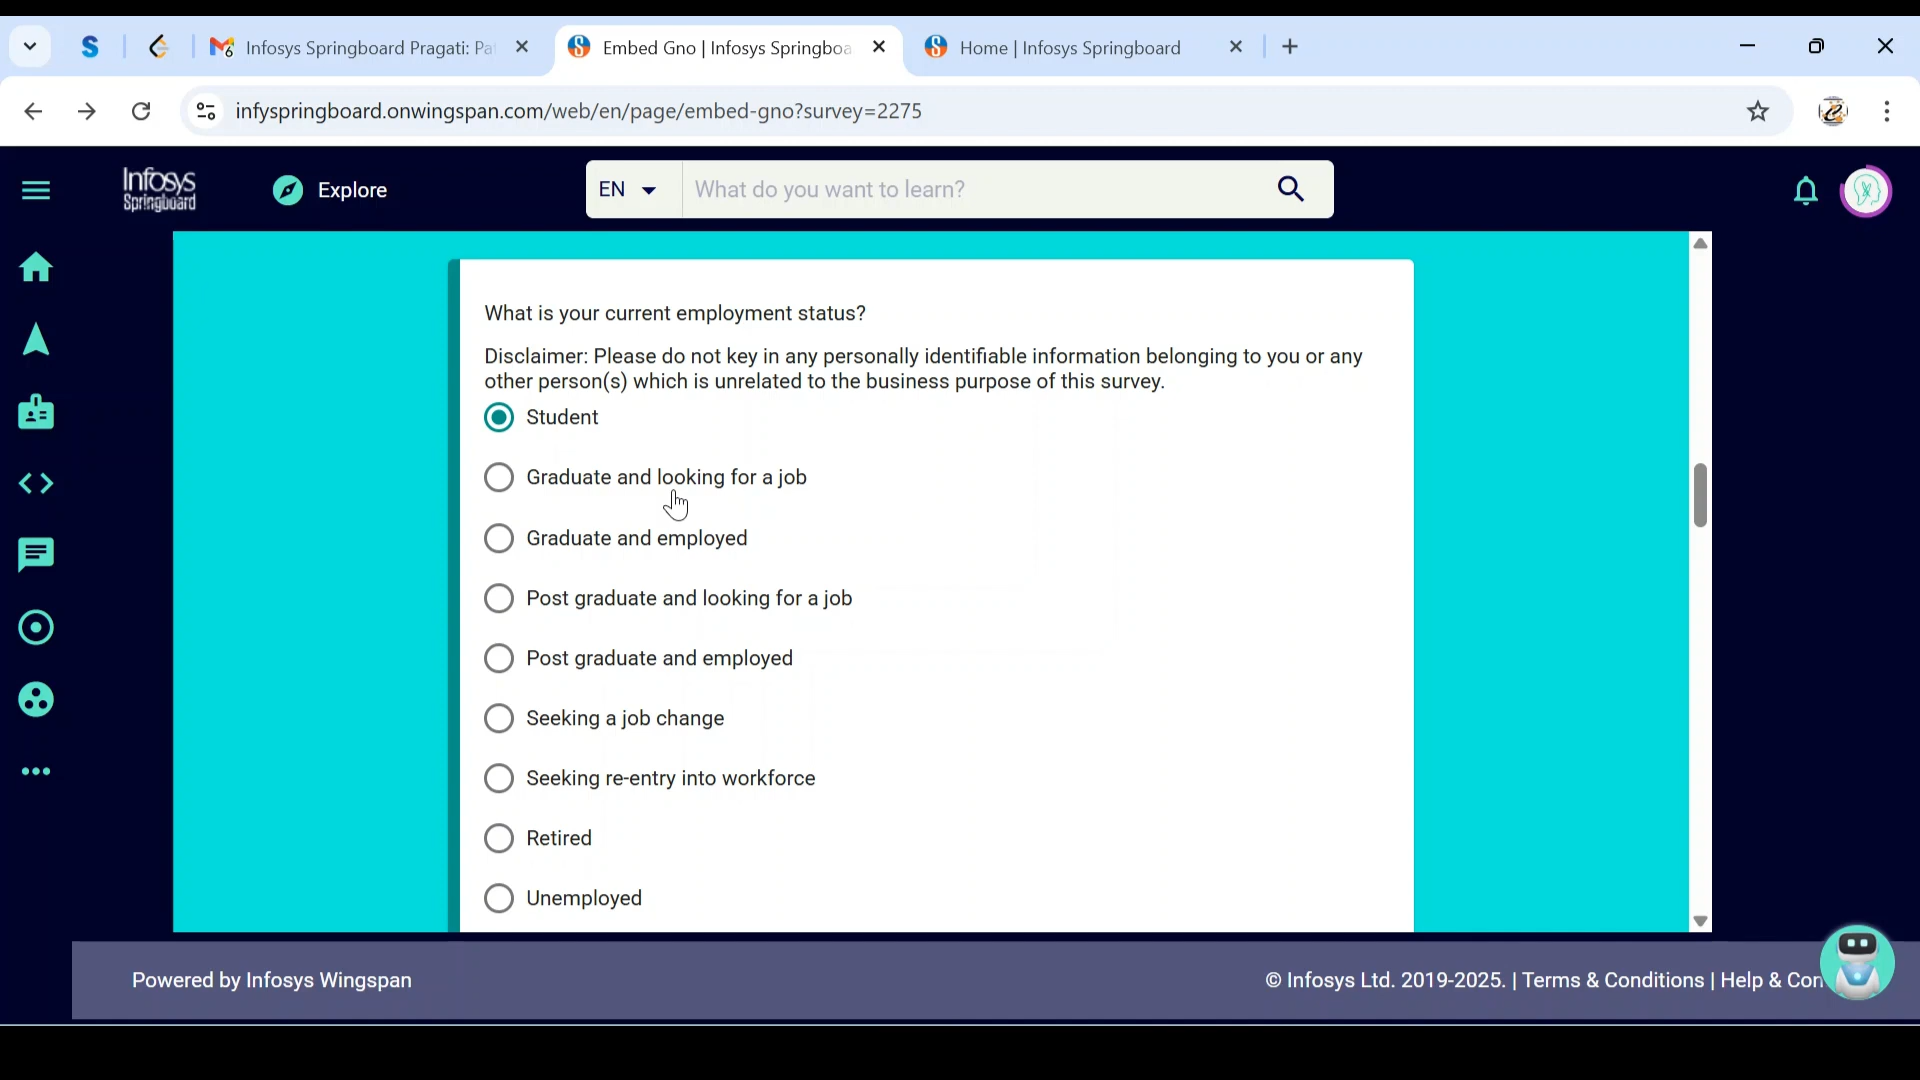 Infosys Springboard Pragati: Pa
Embed Gno | Infosys Springboa
Home | Infosys Springboard
infyspringboard.onwingspan.com/web/en/page/embed-gno?survey=2275
Infosys
Springboard
Explore
EN
What do you want to learn?
What is your current employment status?
Disclaimer: Please do not key in any personally identifiable information belonging to you or any
other person(s) which is unrelated to the business purpose of this survey.
Student
Graduate and looking for a job
Graduate and employed
Post graduate and looking for a job
Post graduate and employed
Seeking a job change
Seeking re-entry into workforce
Retired
Unemployed
Powered by Infosys Wingspan
© Infosys Ltd. 2019-2025. | Terms & Conditions | Help & Con